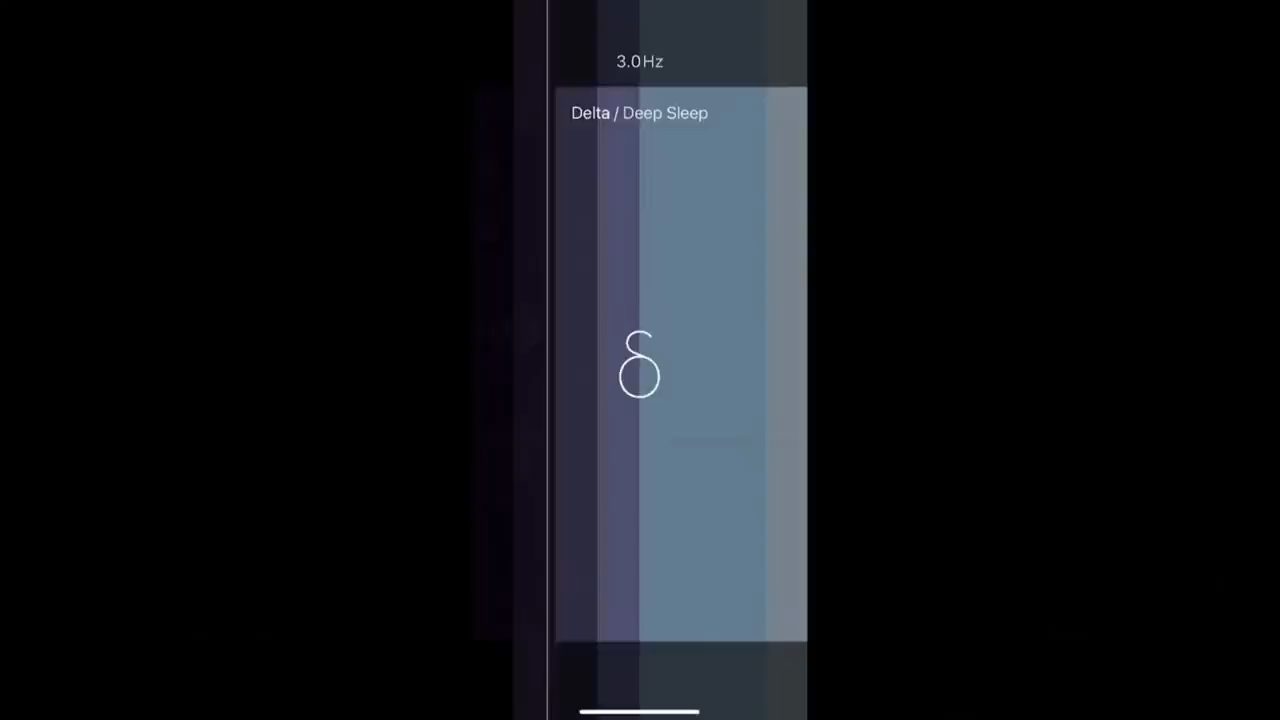 3.0Hz
Delta / Deep Sleep
δ